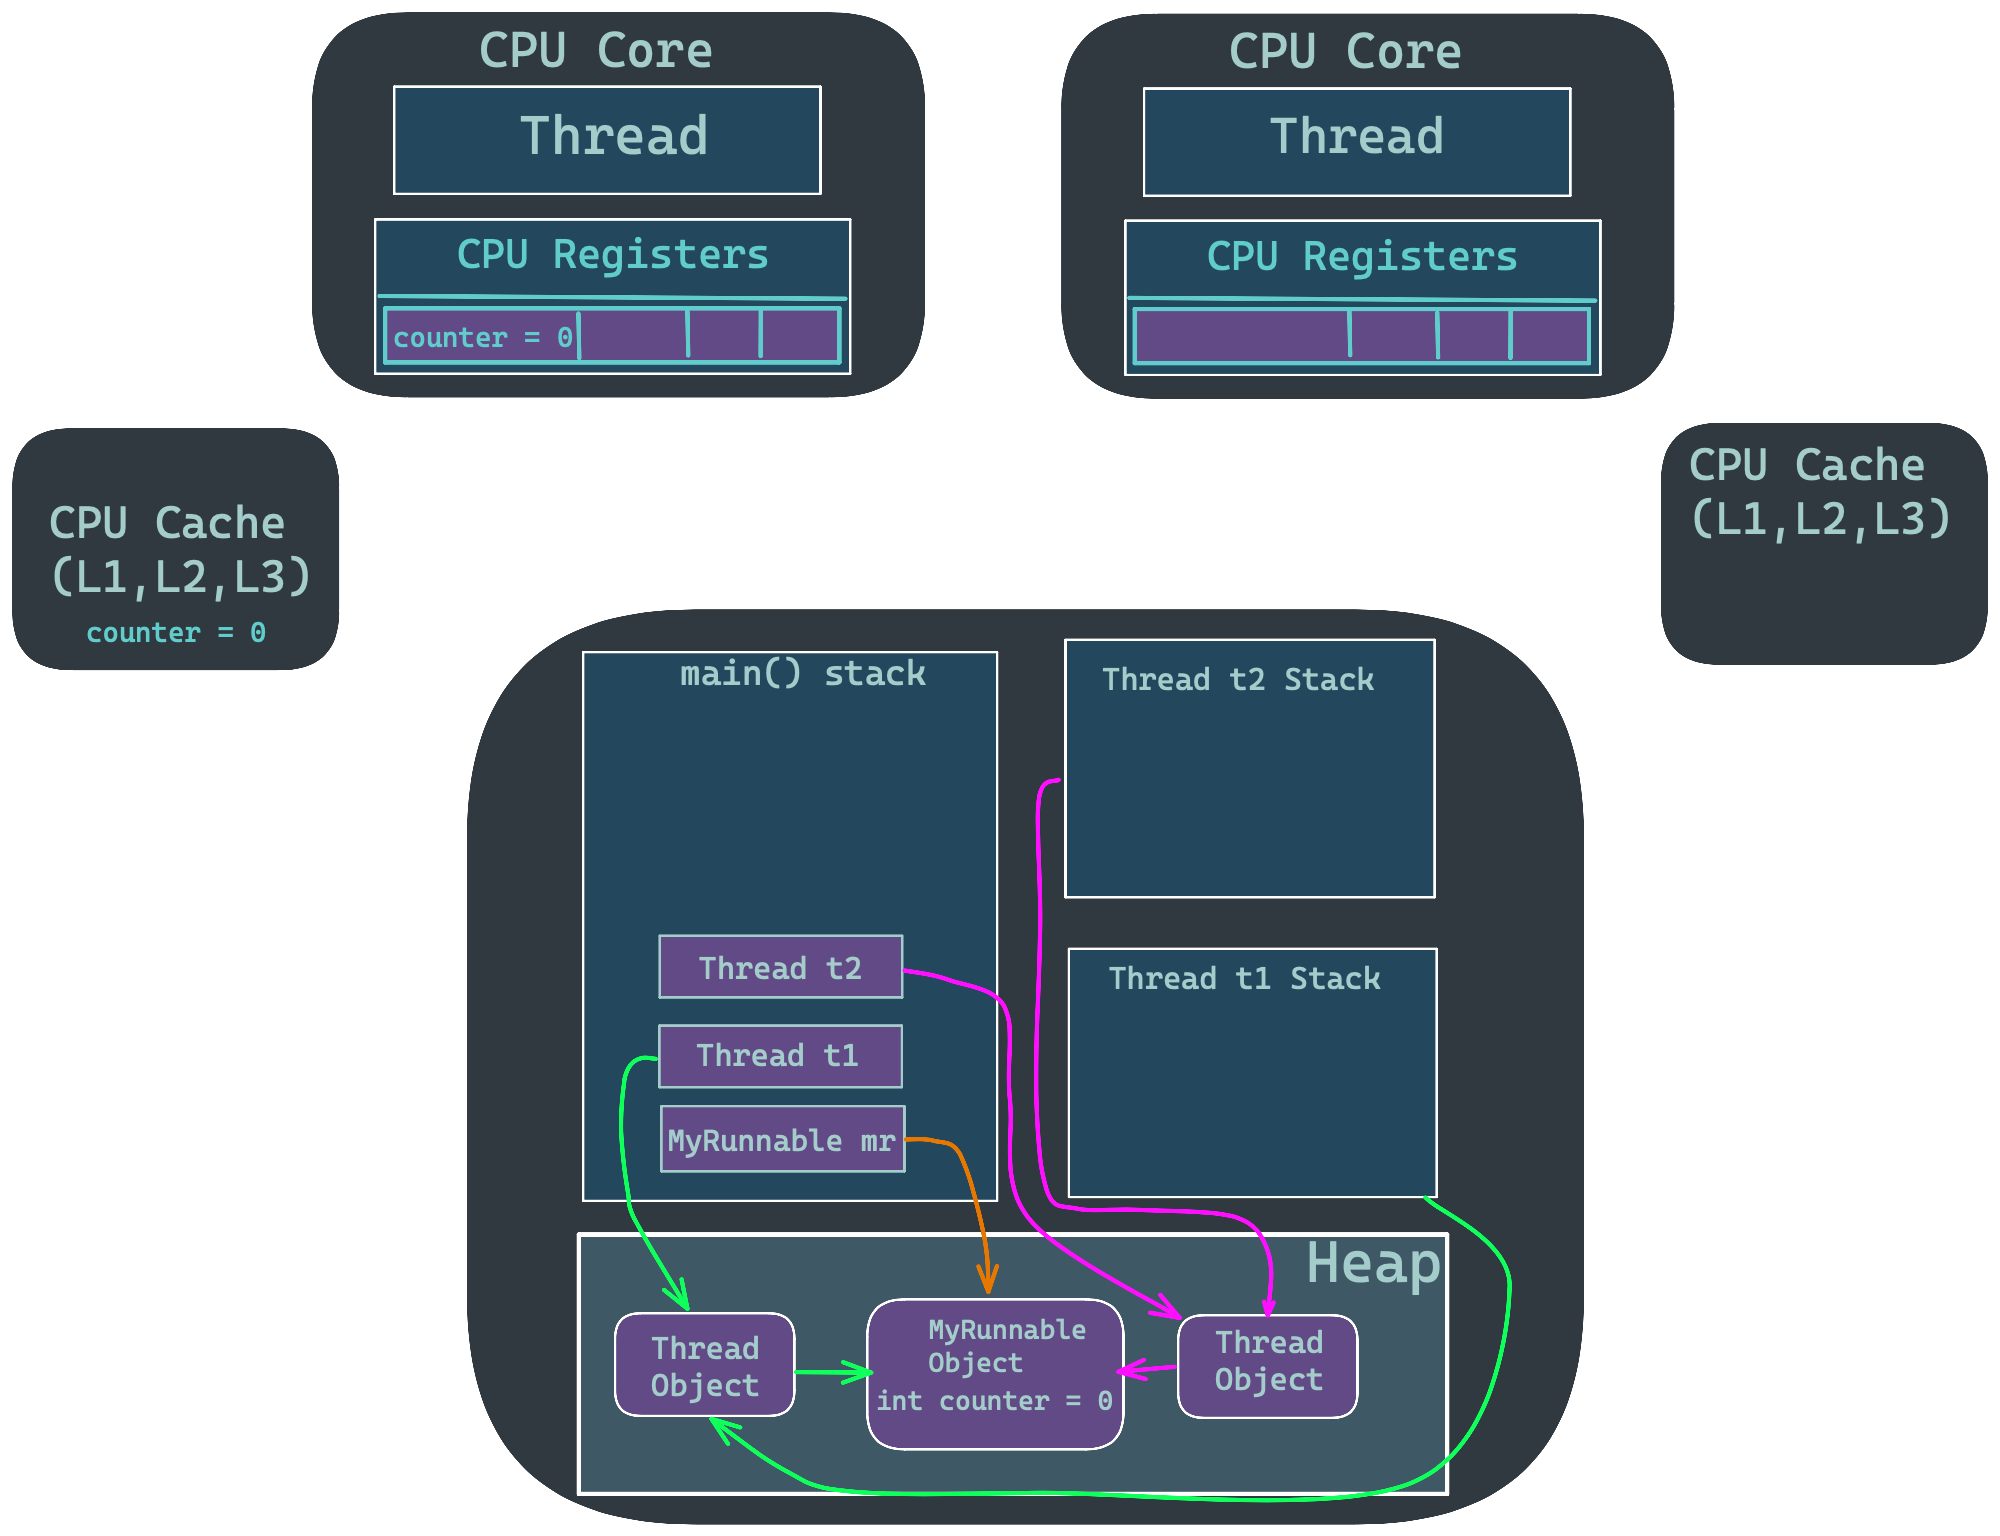 CPU Core
Thread
CPU Registers
counter = 0
CPU Core
Thread
CPU Registers
CPU Cache
(L1,L2,L3)
counter = 0
CPU Cache
(L1,L2,L3)
main() stack
Thread t2
Thread t1
MyRunnable mr
Thread t2 Stack
Thread t1 Stack
Heap
Thread
Object
MyRunnable
Object
int counter = 0
Thread
Object